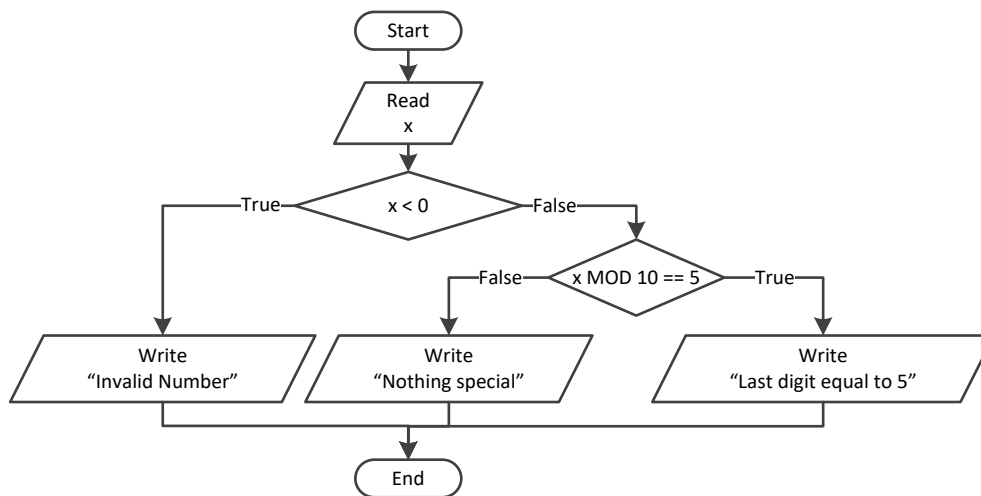 Start
Read
x
x < 0
True
False
x MOD 10 == 5
False
True
Write
“Invalid Number”
Write
“Nothing special”
Write
“Last digit equal to 5”
End